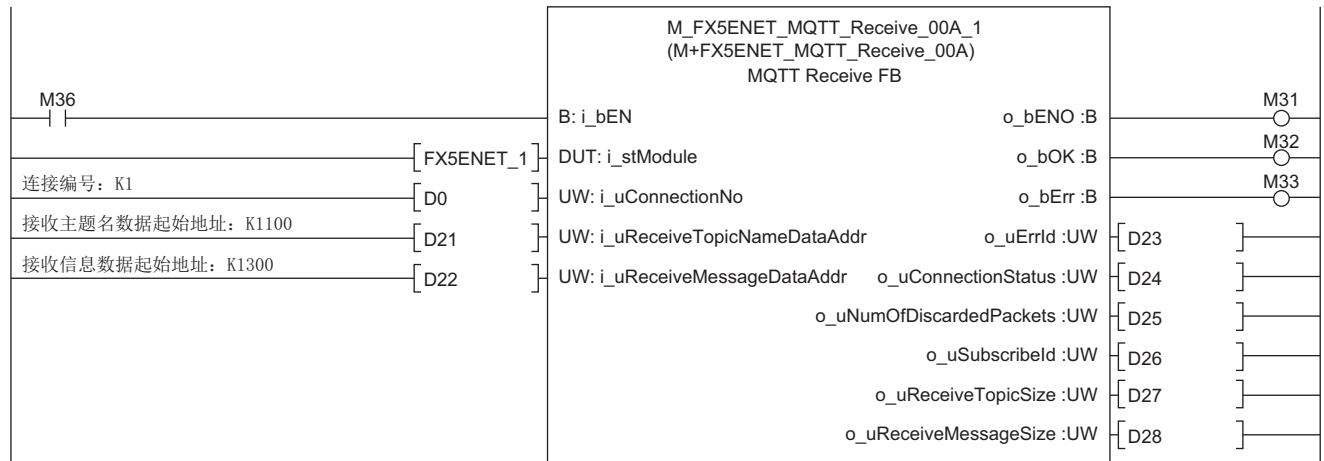 M_FX5ENET_MQTT_Receive_00A_1
(M+FX5ENET_MQTT_Receive_00A)
MQTT Receive FB
M36
B: i_bEN
o_bENO :B
M31
FX5ENET_1
DUT: i_stModule
o_bOK :B
M32
连接编号：K1
D0
UW: i_uConnectionNo
o_bErr :B
M33
接收主题名数据起始地址：K1100
D21
UW: i_uReceiveTopicNameDataAddr
o_uErrId :UW
D23
接收信息数据起始地址：K1300
D22
UW: i_uReceiveMessageDataAddr
o_uConnectionStatus :UW
D24
o_uNumOfDiscardedPackets :UW
D25
o_uSubscribeId :UW
D26
o_uReceiveTopicSize :UW
D27
o_uReceiveMessageSize :UW
D28